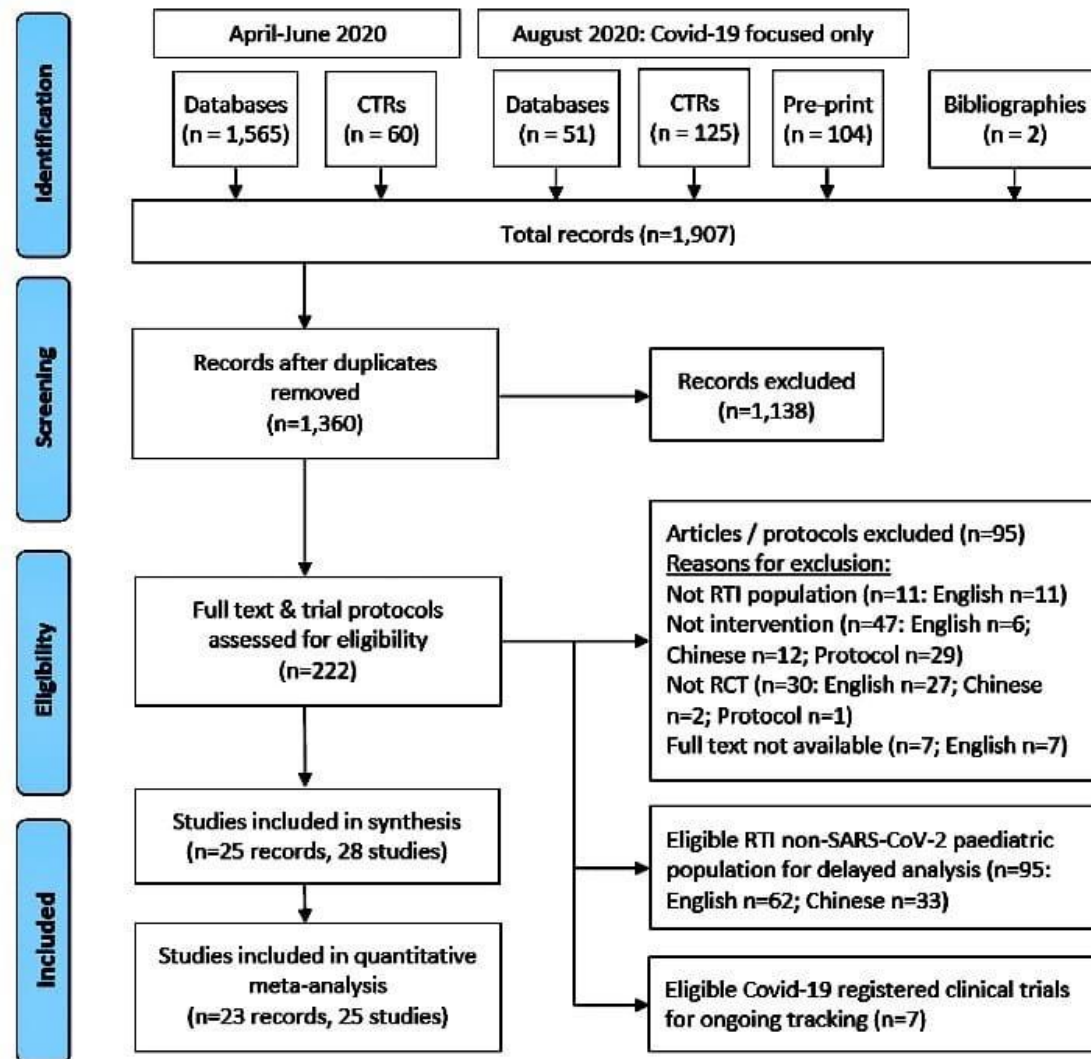 Identification
April-June 2020
August 2020: Covid-19 focused only
Databases
(n = 1,565)
CTRs
(n = 60)
Databases
(n = 51)
CTRs
(n = 125)
Pre-print
(n = 104)
Bibliographies
(n = 2)
Total records (n=1,907)
Screening
Records after duplicates
removed
(n=1,360)
Records excluded
(n=1,138)
Eligibility
Full text & trial protocols
assessed for eligibility
(n=222)
Articles / protocols excluded (n=95)
Reasons for exclusion:
Not RTI population (n=11: English n=11)
Not intervention (n=47: English n=6;
Chinese n=12; Protocol n=29)
Not RCT (n=30: English n=27; Chinese
n=2; Protocol n=1)
Full text not available (n=7; English n=7)
Included
Studies included in synthesis
(n=25 records, 28 studies)
Eligible RTI non-SARS-CoV-2 paediatric
population for delayed analysis (n=95:
English n=62; Chinese n=33)
Studies included in quantitative
meta-analysis
(n=23 records, 25 studies)
Eligible Covid-19 registered clinical trials
for ongoing tracking (n=7)